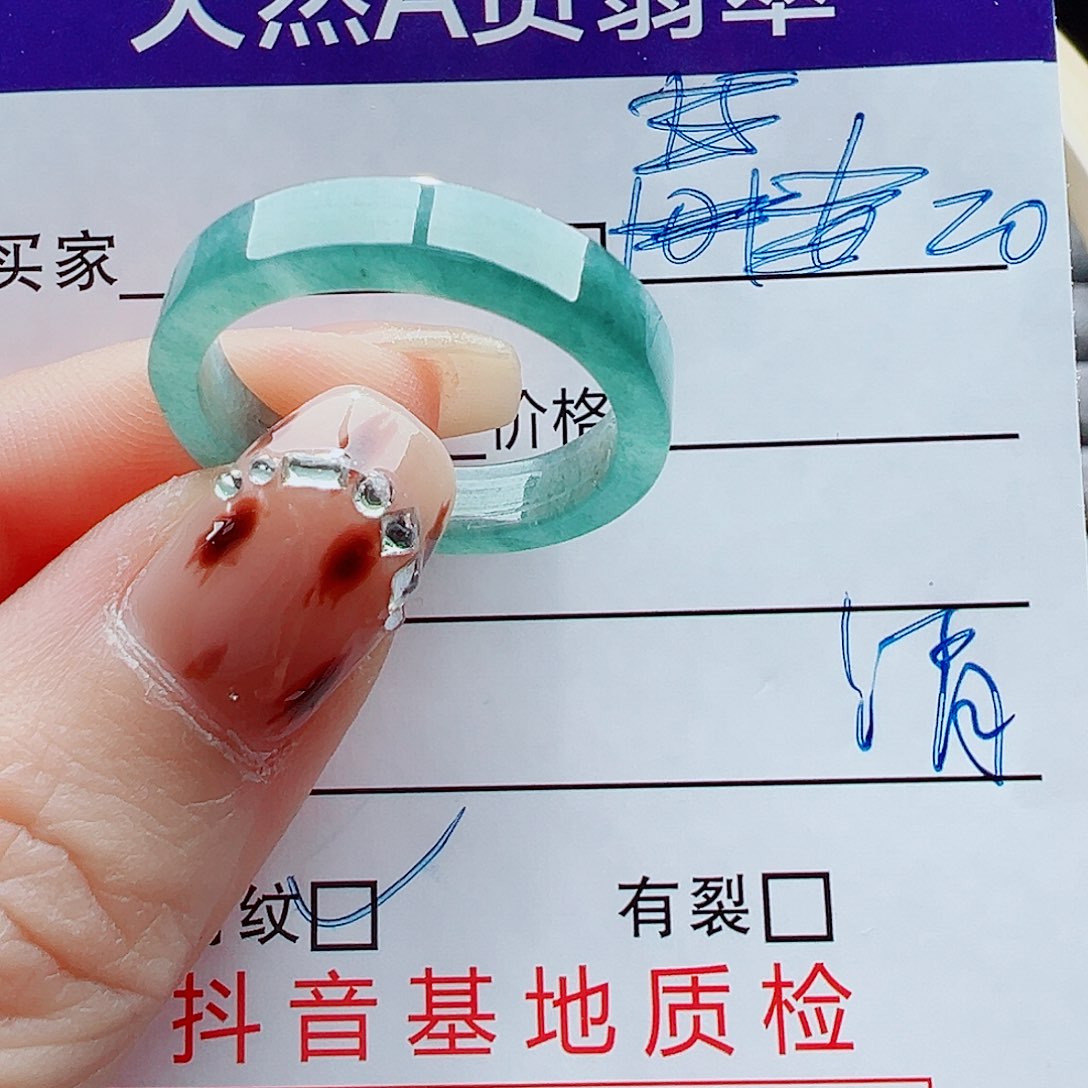 天然A货翡翠
买家 20
价格
清
纹 有裂
抖音基地质检